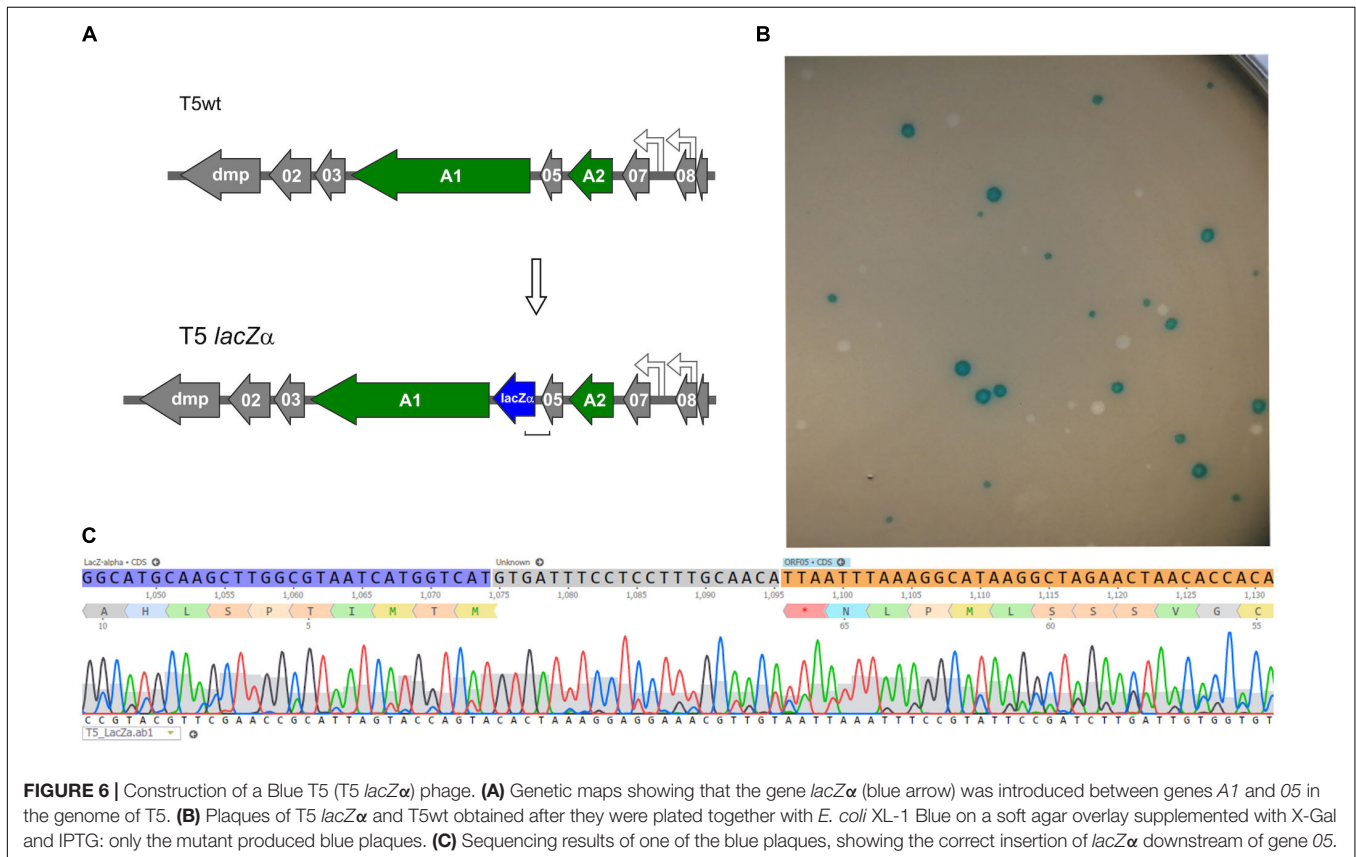 A
B
T5wt
dmp 02 03 A1 05 A2 07 08
T5 lacZα
dmp 02 03 A1 lacZα 05 A2 07 08
C
LacZ-alpha • CDS Unknown ORF05 • CDS
GGCATGCAAGCTTGGCGTAATCATGGTCATGTGATTTCCTCCTTTGCAACATTAATTTAAAGGCATAAGGCTAGAACTAACACCACA
1,050 1,055 1,060 1,065 1,070 1,075 1,080 1,085 1,090 1,095 1,100 1,105 1,110 1,115 1,120 1,125 1,130
A H L S P T I M T M * N L P M L S S S V G C
10 5 65 60 55
CCGTACGTTCGAACCGCATTAGTACCAGTACACTAAAGGAGGAAACGTTGTAATTAAATTTCCGTATTCCGATCTTGATTGTGGTGT
T5_LacZa.ab1
FIGURE 6 | Construction of a Blue T5 (T5 lacZα) phage. (A) Genetic maps showing that the gene lacZα (blue arrow) was introduced between genes A1 and 05 in
the genome of T5. (B) Plaques of T5 lacZα and T5wt obtained after they were plated together with E. coli XL-1 Blue on a soft agar overlay supplemented with X-Gal
and IPTG: only the mutant produced blue plaques. (C) Sequencing results of one of the blue plaques, showing the correct insertion of lacZα downstream of gene 05.